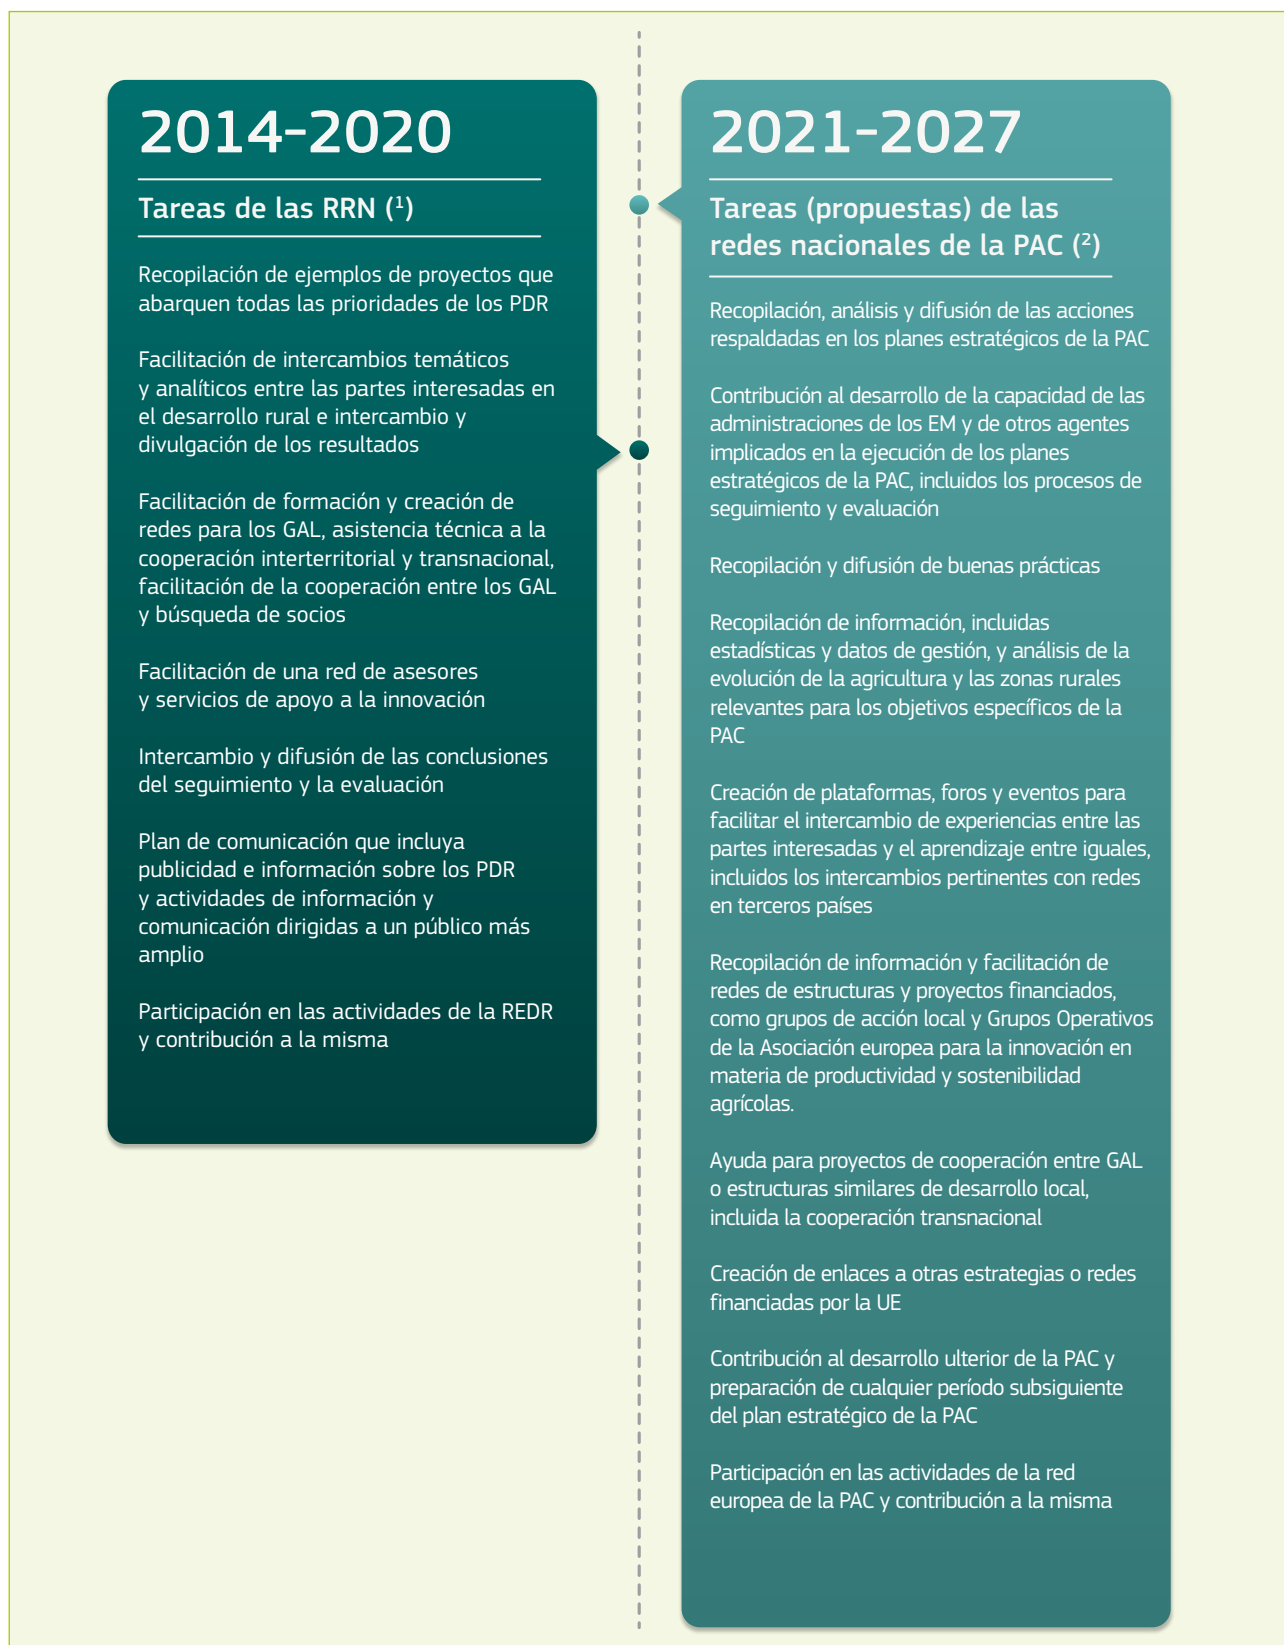 2014-2020
Tareas de las RRN (¹)
Recopilación de ejemplos de proyectos que
abarquen todas las prioridades de los PDR
Facilitación de intercambios temáticos
y analíticos entre las partes interesadas en
el desarrollo rural e intercambio y
divulgación de los resultados
Facilitación de formación y creación de
redes para los GAL, asistencia técnica a la
cooperación interterritorial y transnacional,
facilitación de la cooperación entre los GAL
y búsqueda de socios
Facilitación de una red de asesores
y servicios de apoyo a la innovación
Intercambio y difusión de las conclusiones
del seguimiento y la evaluación
Plan de comunicación que incluya
publicidad e información sobre los PDR
y actividades de información y
comunicación dirigidas a un público más
amplio
Participación en las actividades de la REDR
y contribución a la misma
2021-2027
Tareas (propuestas) de las
redes nacionales de la PAC (²)
Recopilación, análisis y difusión de las acciones
respaldadas en los planes estratégicos de la PAC
Contribución al desarrollo de la capacidad de las
administraciones de los EM y de otros agentes
implicados en la ejecución de los planes
estratégicos de la PAC, incluidos los procesos de
seguimiento y evaluación
Recopilación y difusión de buenas prácticas
Recopilación de información, incluidas
estadísticas y datos de gestión, y análisis de la
evolución de la agricultura y las zonas rurales
relevantes para los objetivos específicos de la
PAC
Creación de plataformas, foros y eventos para
facilitar el intercambio de experiencias entre las
partes interesadas y el aprendizaje entre iguales,
incluidos los intercambios pertinentes con redes
en terceros países
Recopilación de información y facilitación de
redes de estructuras y proyectos financiados,
como grupos de acción local y Grupos Operativos
de la Asociación europea para la innovación en
materia de productividad y sostenibilidad
agrícolas.
Ayuda para proyectos de cooperación entre GAL
o estructuras similares de desarrollo local,
incluida la cooperación transnacional
Creación de enlaces a otras estrategias o redes
financiadas por la UE
Contribución al desarrollo ulterior de la PAC y
preparación de cualquier período subsiguiente
del plan estratégico de la PAC
Participación en las actividades de la red
europea de la PAC y contribución a la misma